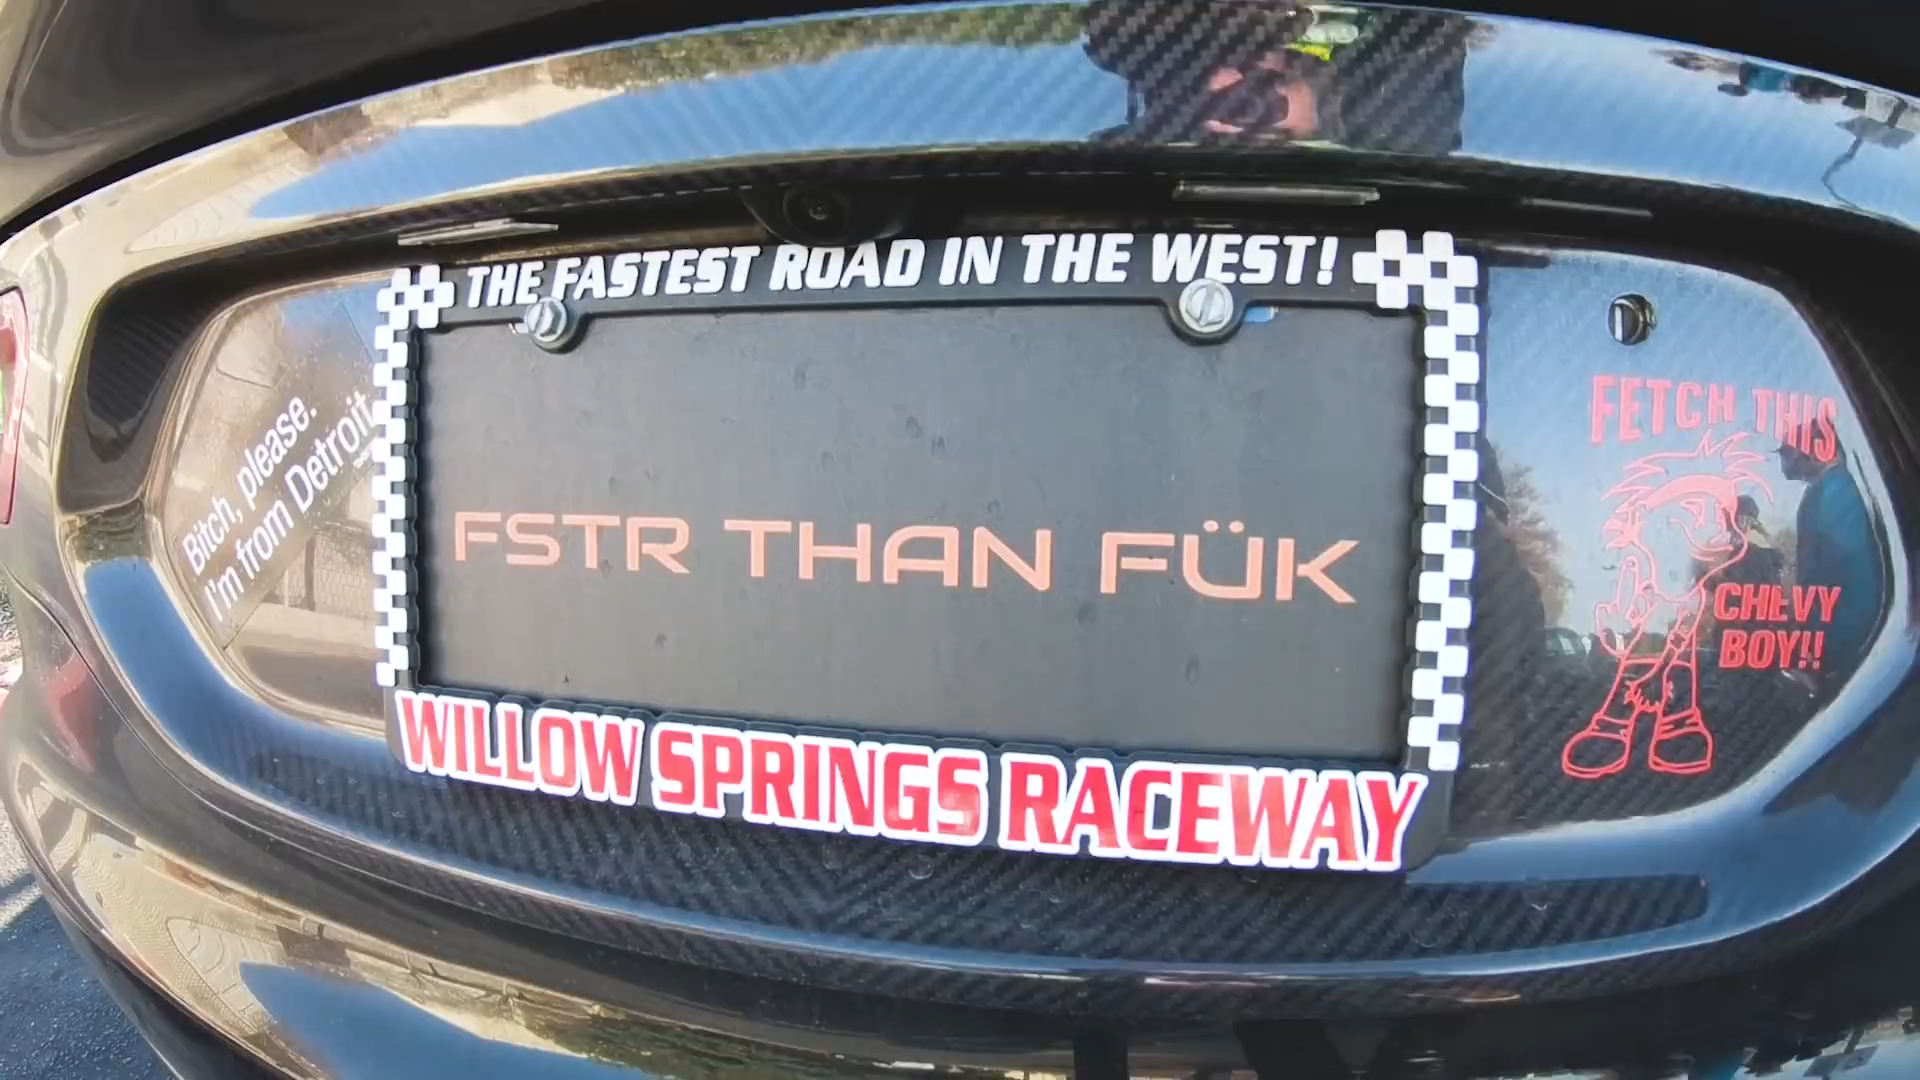 THE FASTEST ROAD IN THE WEST!
Bitch, please.
I'm from Detroit.
FSTR THAN FÜK
FETCH THIS
CHEVY
BOY!!
WILLOW SPRINGS RACEWAY